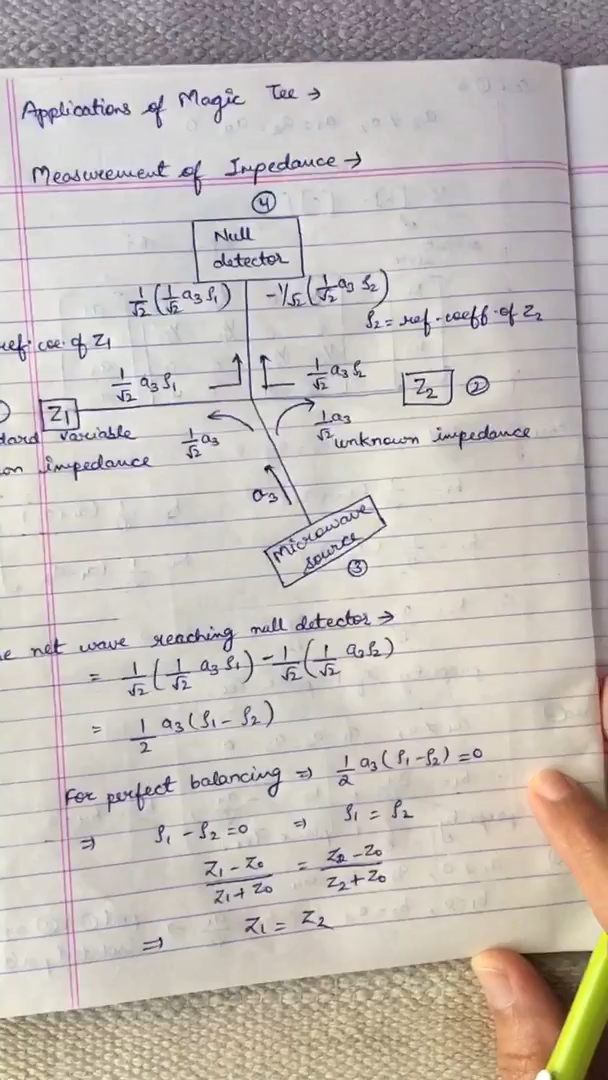 Applications of Magic Tee →
Measurement of Impedance →
④
Null
detector
1/√2 (1/√2 a3 ρ1) -1/√2 (1/√2 a3 ρ2)
ρ2 = ref. coeff. of Z2
ref. coe. of Z1
1/√2 a3 ρ1 1/√2 a3 ρ2
Z1 Z2 ②
1/√2 a3 1/√2 a3
variable unknown impedance
impedance
a3
Microwave
source
③
net wave reaching null detector →
= 1/√2 (1/√2 a3 ρ1) - 1/√2 (1/√2 a3 ρ2)
= 1/2 a3 (ρ1 - ρ2)
For perfect balancing ⇒ 1/2 a3 (ρ1 - ρ2) = 0
⇒ ρ1 - ρ2 = 0 ⇒ ρ1 = ρ2
Z1 - Z0 / Z1 + Z0 = Z2 - Z0 / Z2 + Z0
⇒ Z1 = Z2